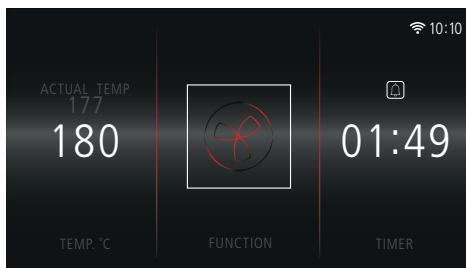 10:10
ACTUAL TEMP
177
180
01:49
TEMP. °C
FUNCTION
TIMER